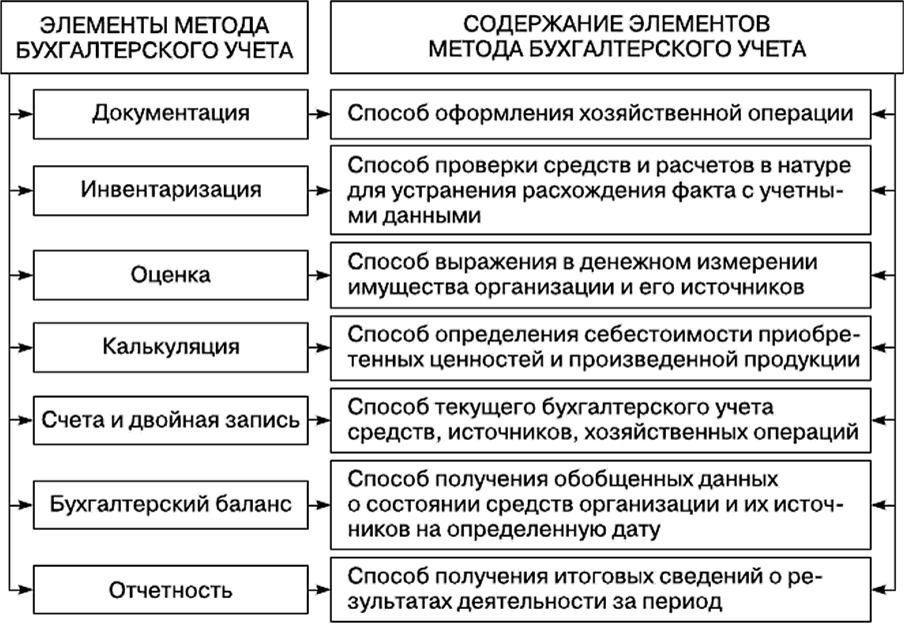 ЭЛЕМЕНТЫ МЕТОДА
БУХГАЛТЕРСКОГО УЧЕТА
СОДЕРЖАНИЕ ЭЛЕМЕНТОВ
МЕТОДА БУХГАЛТЕРСКОГО УЧЕТА
Документация
Способ оформления хозяйственной операции
Инвентаризация
Способ проверки средств и расчетов в натуре
для устранения расхождения факта с учетны-
ми данными
Оценка
Способ выражения в денежном измерении
имущества организации и его источников
Калькуляция
Способ определения себестоимости приобре-
тенных ценностей и произведенной продукции
Счета и двойная запись
Способ текущего бухгалтерского учета
средств, источников, хозяйственных операций
Бухгалтерский баланс
Способ получения обобщенных данных
о состоянии средств организации и их источ-
ников на определенную дату
Отчетность
Способ получения итоговых сведений о ре-
зультатах деятельности за период